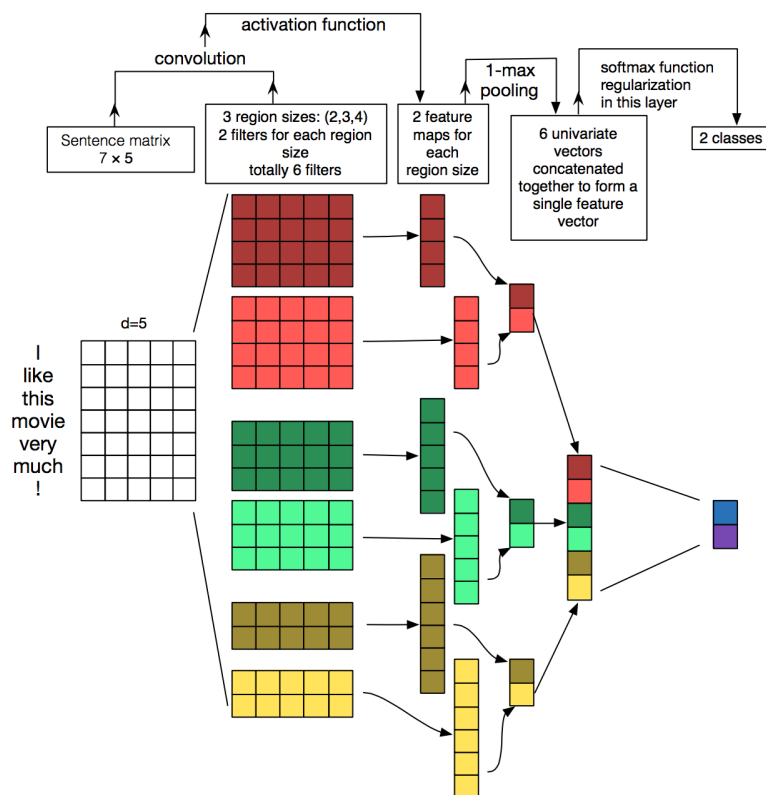 activation function
convolution
1-max
pooling
softmax function
regularization
in this layer
Sentence matrix
7 × 5
3 region sizes: (2,3,4)
2 filters for each region
size
totally 6 filters
2 feature
maps for
each
region size
6 univariate
vectors
concatenated
together to form a
single feature
vector
2 classes
d=5
I
like
this
movie
very
much
!